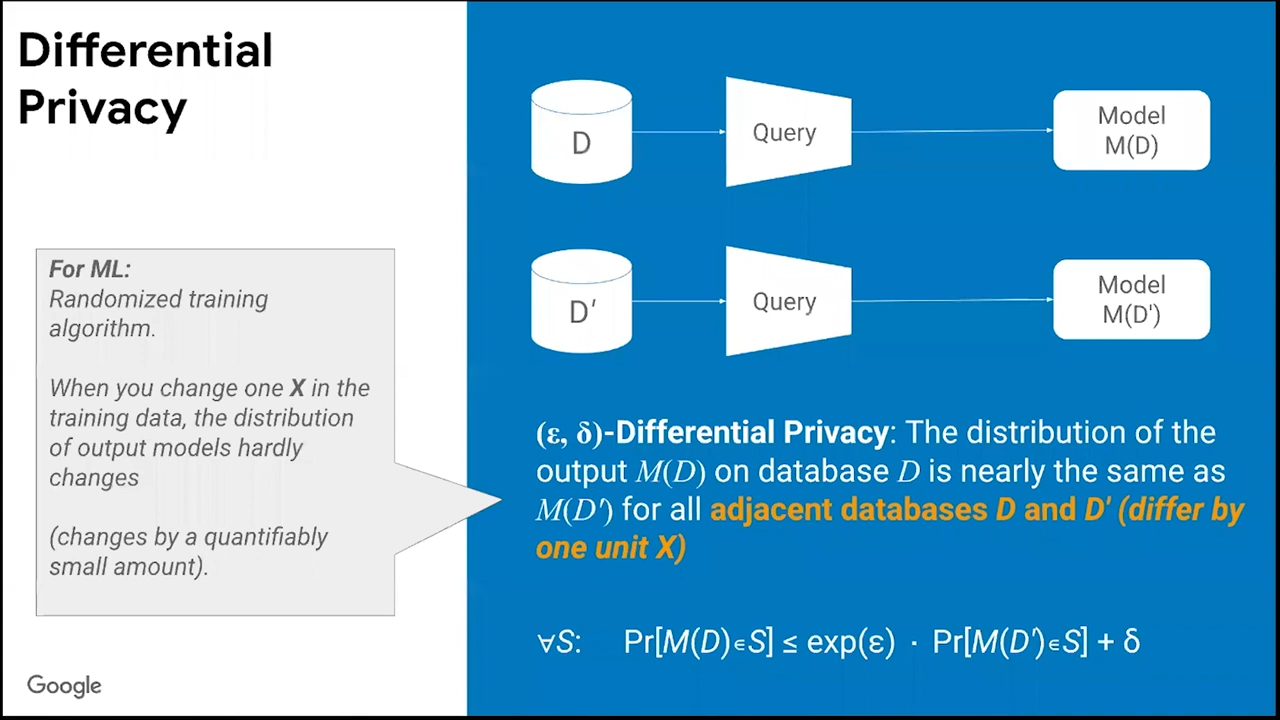 Differential
Privacy
For ML:
Randomized training
algorithm.
When you change one X in the
training data, the distribution
of output models hardly
changes
(changes by a quantifiably
small amount).
Google
D
Query
Model
M(D)
D′
Query
Model
M(D')
(ε, δ)-Differential Privacy: The distribution of the
output M(D) on database D is nearly the same as
M(D′) for all adjacent databases D and D′ (differ by
one unit X)
∀S: Pr[M(D)∊S] ≤ exp(ε) · Pr[M(D′)∊S] + δ